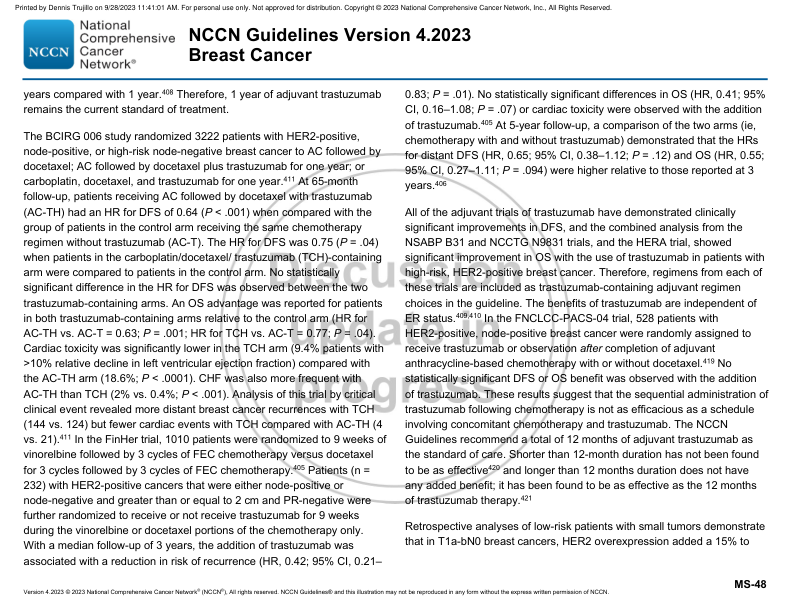 Printed by Dennis Trujillo on 9/28/2023 11:41:01 AM. For personal use only. Not approved for distribution. Copyright © 2023 National Comprehensive Cancer Network, Inc., All Rights Reserved.
NCCN
National
Comprehensive
Cancer
Network®
NCCN Guidelines Version 4.2023
Breast Cancer
years compared with 1 year.408 Therefore, 1 year of adjuvant trastuzumab
remains the current standard of treatment.
The BCIRG 006 study randomized 3222 patients with HER2-positive,
node-positive, or high-risk node-negative breast cancer to AC followed by
docetaxel; AC followed by docetaxel plus trastuzumab for one year; or
carboplatin, docetaxel, and trastuzumab for one year.411 At 65-month
follow-up, patients receiving AC followed by docetaxel with trastuzumab
(AC-TH) had an HR for DFS of 0.64 (P < .001) when compared with the
group of patients in the control arm receiving the same chemotherapy
regimen without trastuzumab (AC-T). The HR for DFS was 0.75 (P = .04)
when patients in the carboplatin/docetaxel/ trastuzumab (TCH)-containing
arm were compared to patients in the control arm. No statistically
significant difference in the HR for DFS was observed between the two
trastuzumab-containing arms. An OS advantage was reported for patients
in both trastuzumab-containing arms relative to the control arm (HR for
AC-TH vs. AC-T = 0.63; P = .001; HR for TCH vs. AC-T = 0.77; P = .04).
Cardiac toxicity was significantly lower in the TCH arm (9.4% patients with
>10% relative decline in left ventricular ejection fraction) compared with
the AC-TH arm (18.6%; P < .0001). CHF was also more frequent with
AC-TH than TCH (2% vs. 0.4%; P < .001). Analysis of this trial by critical
clinical event revealed more distant breast cancer recurrences with TCH
(144 vs. 124) but fewer cardiac events with TCH compared with AC-TH (4
vs. 21).411 In the FinHer trial, 1010 patients were randomized to 9 weeks of
vinorelbine followed by 3 cycles of FEC chemotherapy versus docetaxel
for 3 cycles followed by 3 cycles of FEC chemotherapy.405 Patients (n =
232) with HER2-positive cancers that were either node-positive or
node-negative and greater than or equal to 2 cm and PR-negative were
further randomized to receive or not receive trastuzumab for 9 weeks
during the vinorelbine or docetaxel portions of the chemotherapy only.
With a median follow-up of 3 years, the addition of trastuzumab was
associated with a reduction in risk of recurrence (HR, 0.42; 95% CI, 0.21–
0.83; P = .01). No statistically significant differences in OS (HR, 0.41; 95%
CI, 0.16–1.08; P = .07) or cardiac toxicity were observed with the addition
of trastuzumab.405 At 5-year follow-up, a comparison of the two arms (ie,
chemotherapy with and without trastuzumab) demonstrated that the HRs
for distant DFS (HR, 0.65; 95% CI, 0.38–1.12; P = .12) and OS (HR, 0.55;
95% CI, 0.27–1.11; P = .094) were higher relative to those reported at 3
years.406
All of the adjuvant trials of trastuzumab have demonstrated clinically
significant improvements in DFS, and the combined analysis from the
NSABP B31 and NCCTG N9831 trials, and the HERA trial, showed
significant improvement in OS with the use of trastuzumab in patients with
high-risk, HER2-positive breast cancer. Therefore, regimens from each of
these trials are included as trastuzumab-containing adjuvant regimen
choices in the guideline. The benefits of trastuzumab are independent of
ER status.409,410 In the FNCLCC-PACS-04 trial, 528 patients with
HER2-positive, node-positive breast cancer were randomly assigned to
receive trastuzumab or observation after completion of adjuvant
anthracycline-based chemotherapy with or without docetaxel.419 No
statistically significant DFS or OS benefit was observed with the addition
of trastuzumab. These results suggest that the sequential administration of
trastuzumab following chemotherapy is not as efficacious as a schedule
involving concomitant chemotherapy and trastuzumab. The NCCN
Guidelines recommend a total of 12 months of adjuvant trastuzumab as
the standard of care. Shorter than 12-month duration has not been found
to be as effective420 and longer than 12 months duration does not have
any added benefit; it has been found to be as effective as the 12 months
of trastuzumab therapy.421
Retrospective analyses of low-risk patients with small tumors demonstrate
that in T1a-bN0 breast cancers, HER2 overexpression added a 15% to
Discussion
update in
progress
MS-48
Version 4.2023 © 2023 National Comprehensive Cancer Network® (NCCN®), All rights reserved. NCCN Guidelines® and this illustration may not be reproduced in any form without the express written permission of NCCN.